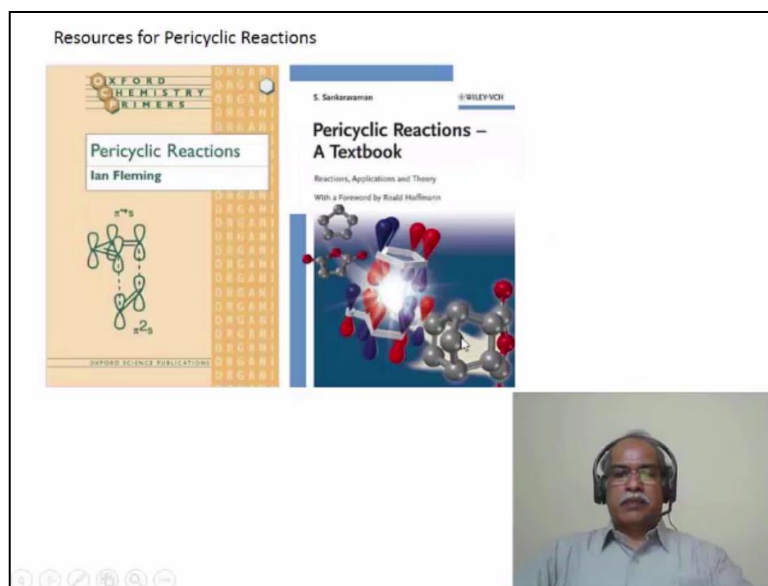 Resources for Pericyclic Reactions
OXFORD
CHEMISTRY
PRIMERS
Pericyclic Reactions
Ian Fleming
π4s
π2s
OXFORD SCIENCE PUBLICATIONS
ORGANI
S. Sankararaman
WILEY-VCH
Pericyclic Reactions –
A Textbook
Reactions, Applications and Theory
With a Foreword by Roald Hoffmann